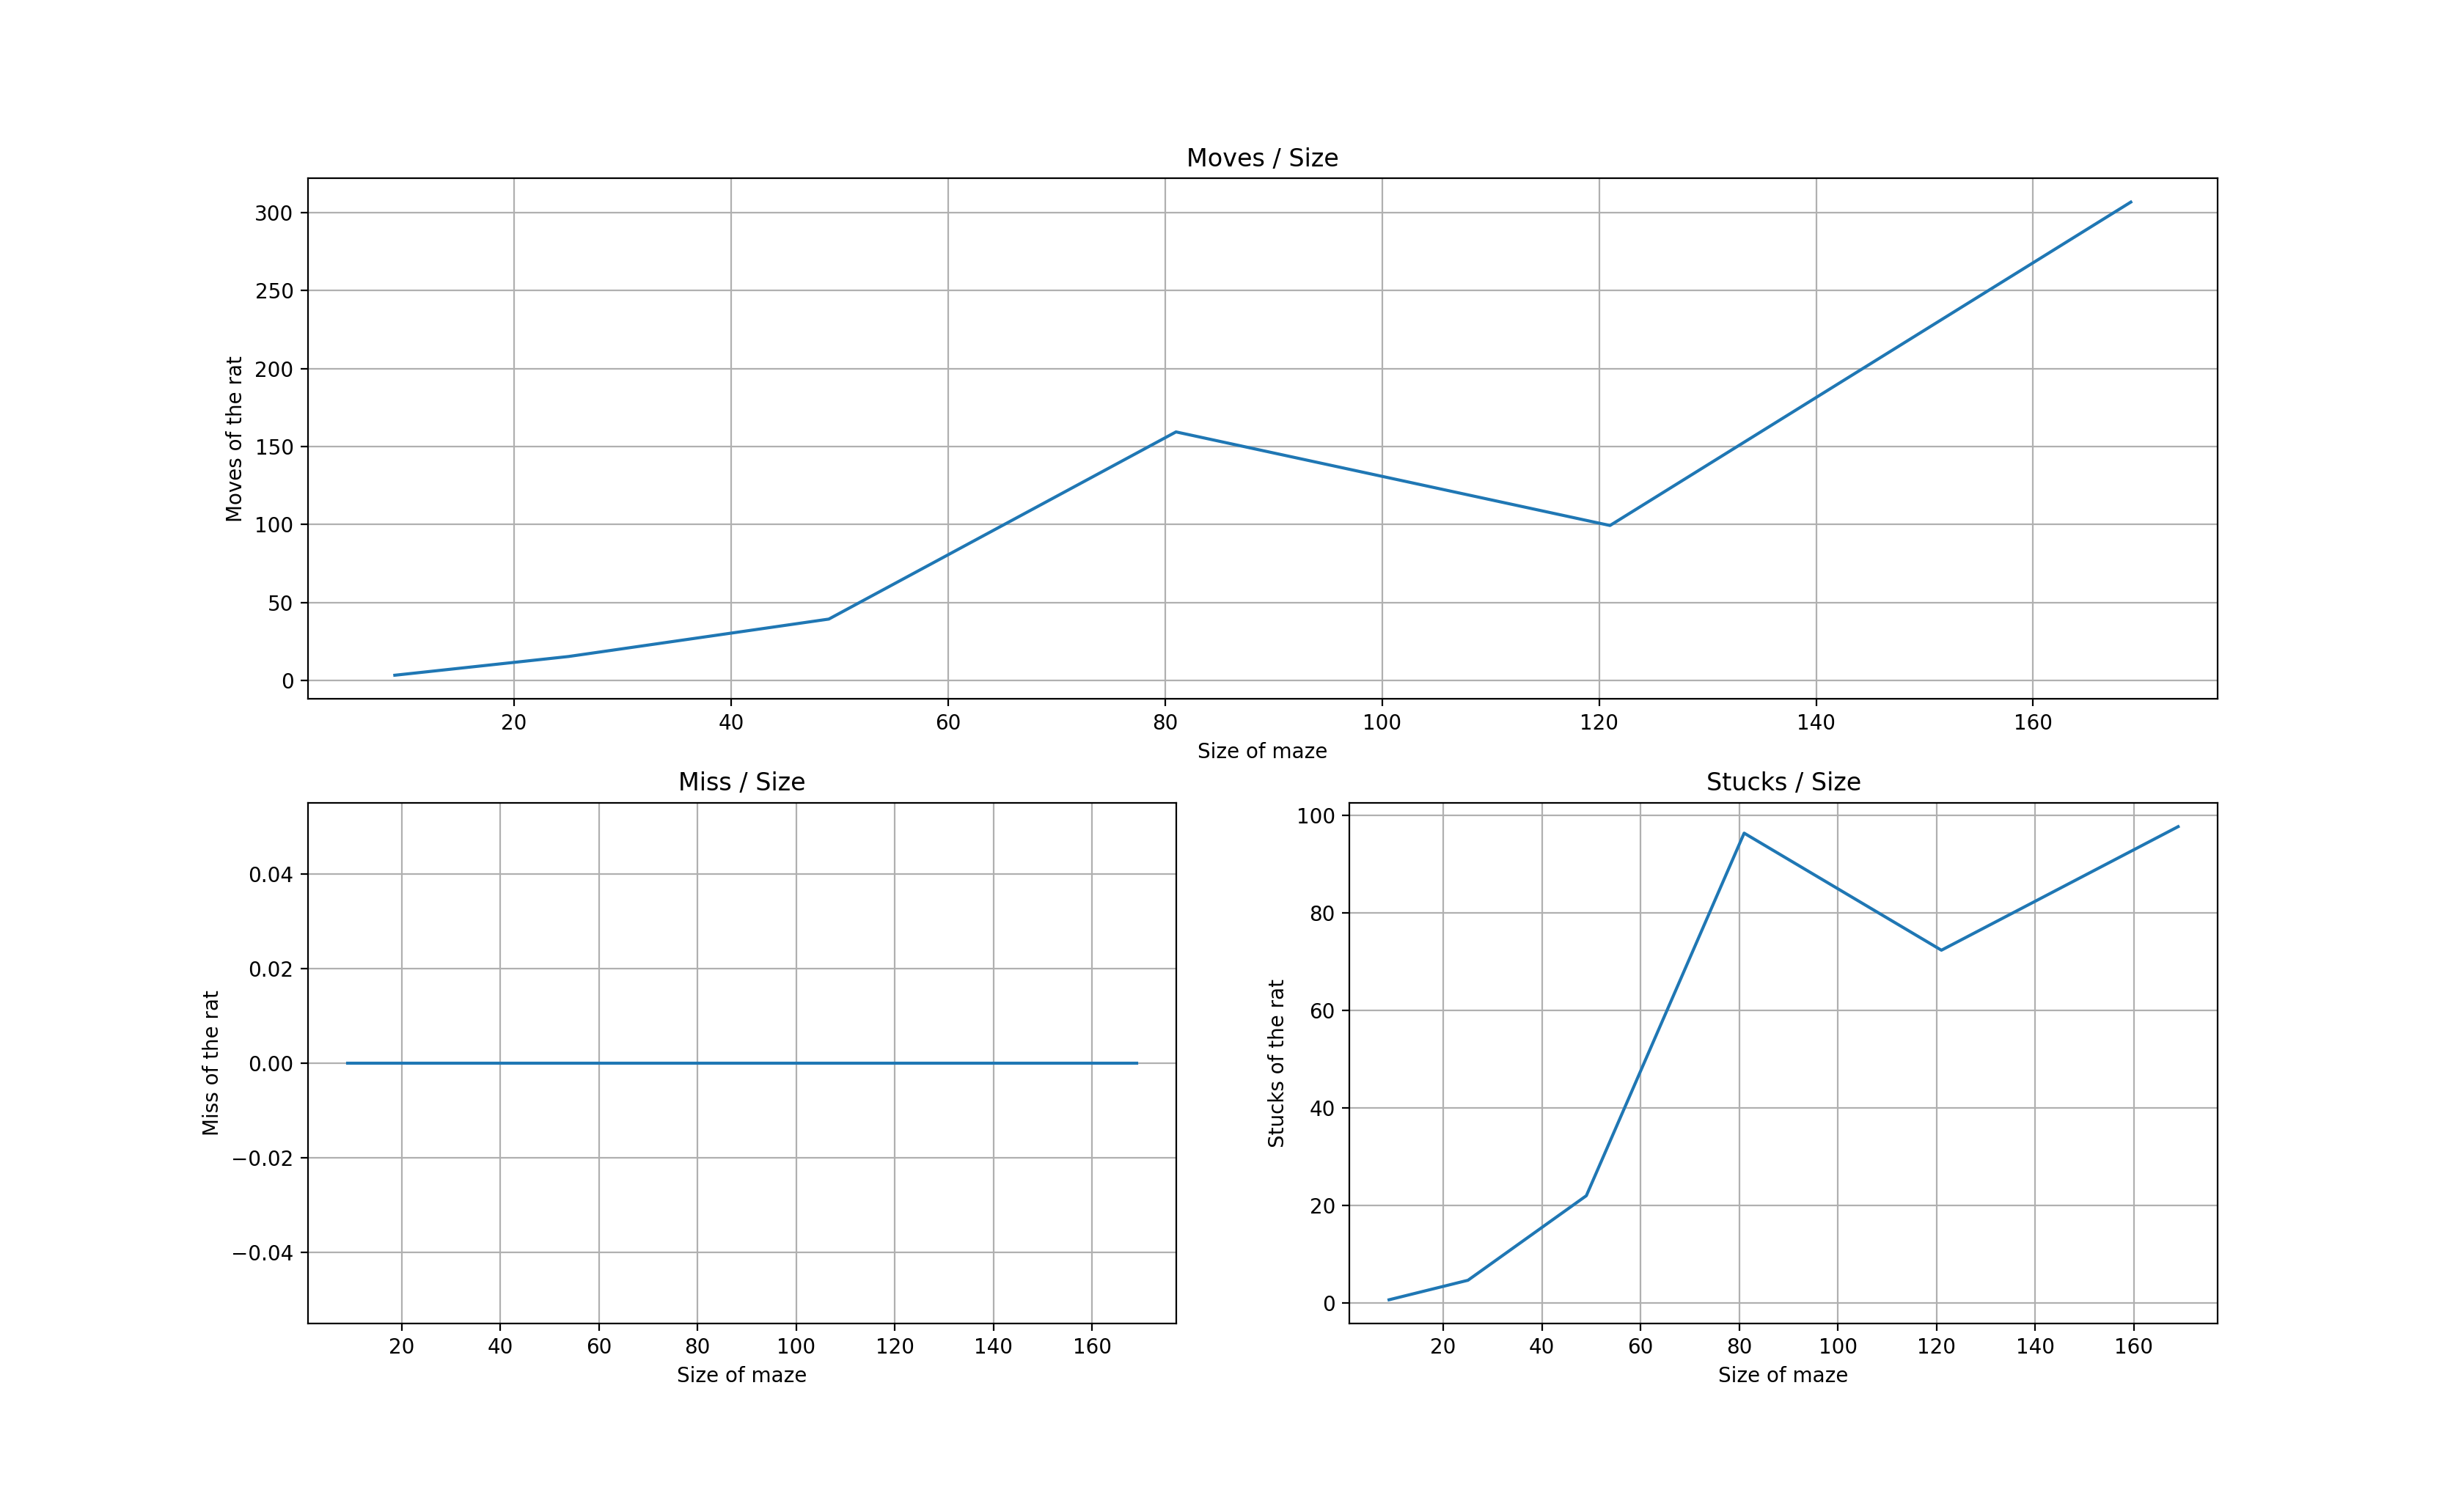 Moves / Size
Moves of the rat
300
250
200
150
100
50
0
20 40 60 80 100 120 140 160
Size of maze
Miss / Size
Miss of the rat
0.04
0.02
0.00
−0.02
−0.04
20 40 60 80 100 120 140 160
Size of maze
Stucks / Size
Stucks of the rat
100
80
60
40
20
0
20 40 60 80 100 120 140 160
Size of maze